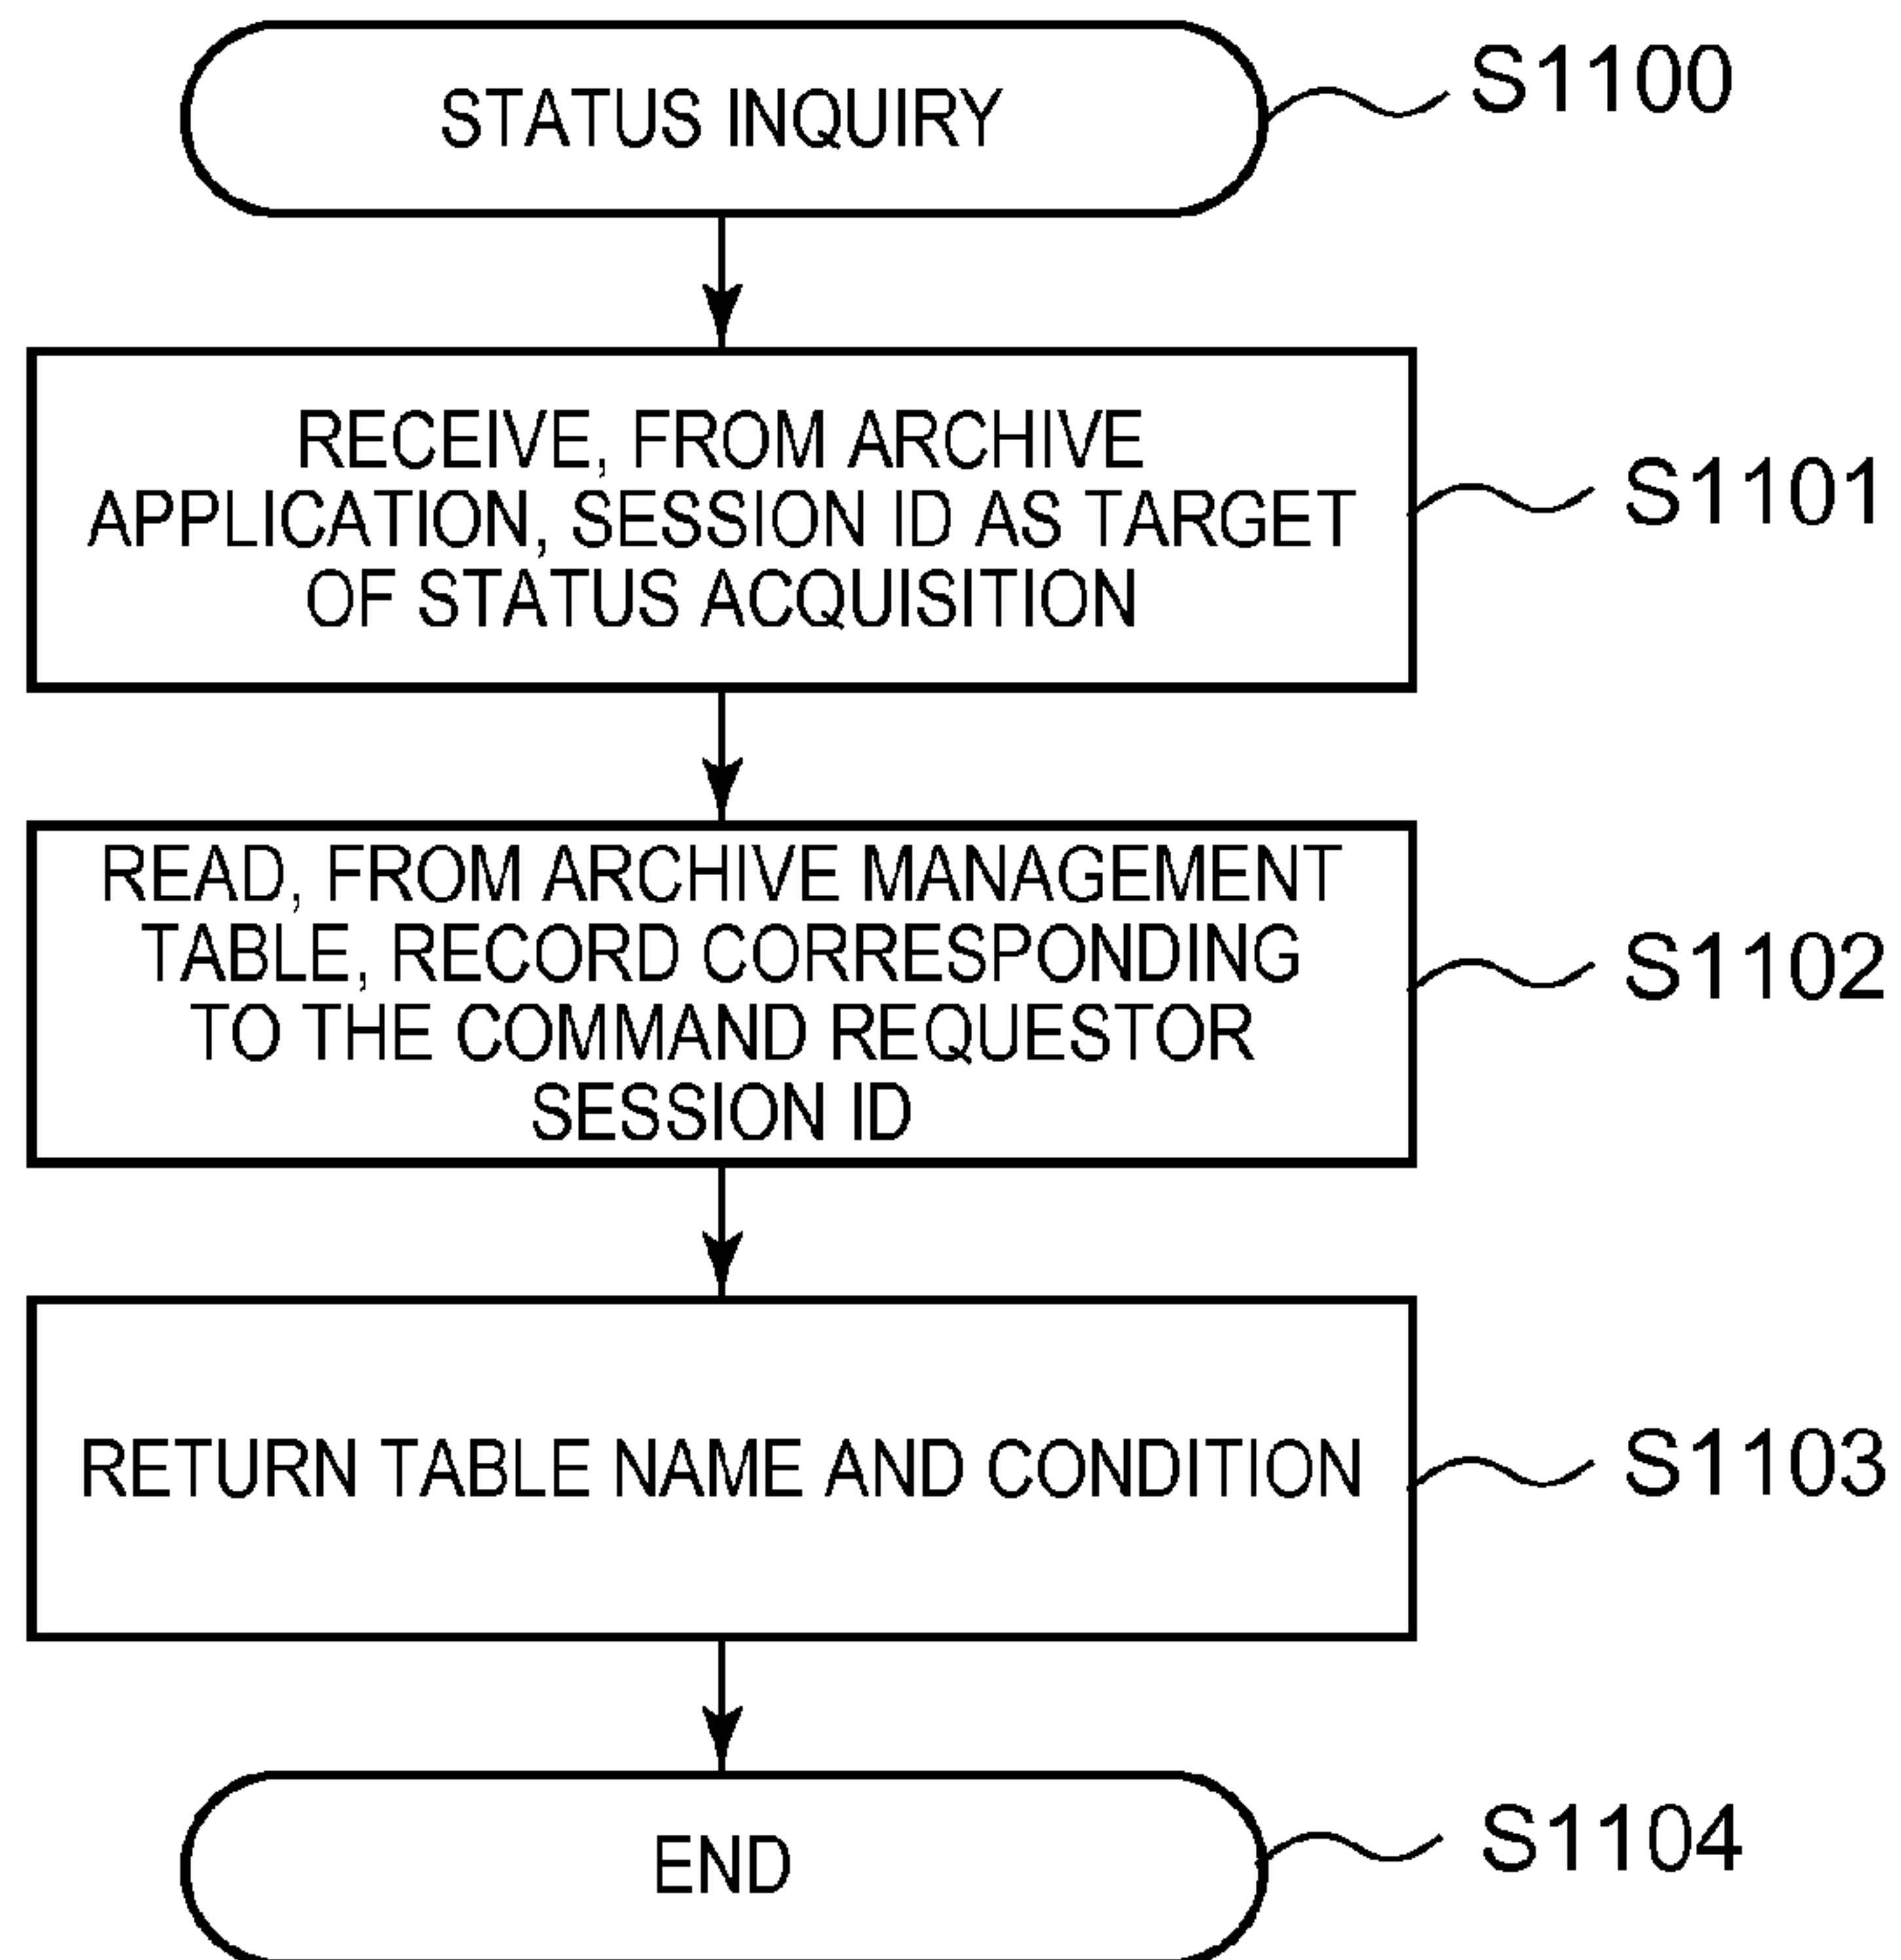 STATUS INQUIRY
S1100
RECEIVE, FROM ARCHIVE
APPLICATION, SESSION ID AS TARGET
OF STATUS ACQUISITION
S1101
READ, FROM ARCHIVE MANAGEMENT
TABLE, RECORD CORRESPONDING
TO THE COMMAND REQUESTOR
SESSION ID
S1102
RETURN TABLE NAME AND CONDITION
S1103
END
S1104